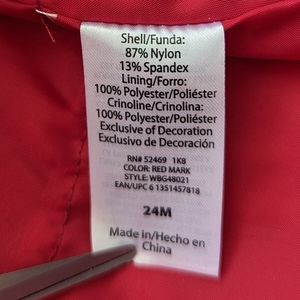 Shell/Funda:
87% Nylon
13% Spandex
Lining/Forro:
100% Polyester/Poliéster
Crinoline/Crinolina:
100% Polyester/Poliéster
Exclusive of Decoration
Exclusivo de Decoración
RN# 52469 1K8
COLOR: RED MARK
STYLE: WBG48021
EAN/UPC 6 1351457818
24M
Made in/Hecho en
China